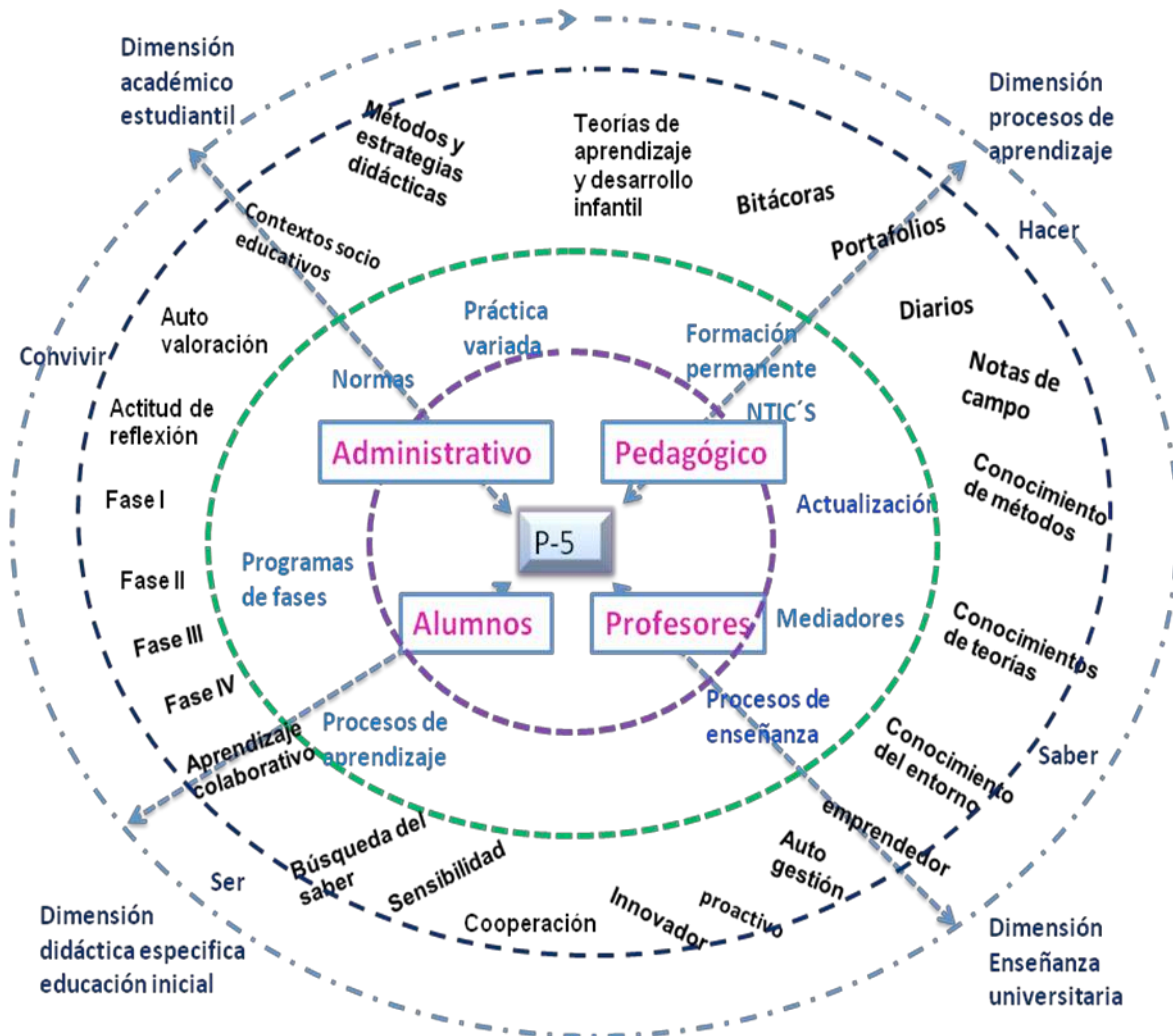 Dimensión
académico
estudiantil
Dimensión
procesos de
aprendizaje
Métodos y
estrategias
didácticas
Teorías de
aprendizaje
y desarrollo
infantil
Bitácoras
Portafolios
Hacer
Contextos socio
educativos
Diarios
Auto
valoración
Práctica
variada
Formación
permanente
Convivir
Normas
NTIC´S
Notas de
campo
Actitud de
reflexión
Administrativo
Pedagógico
Conocimiento
de métodos
Fase I
Actualización
P-5
Fase II
Programas
de fases
Alumnos
Profesores
Mediadores
Conocimientos
de teorías
Fase III
Fase IV
Procesos de
aprendizaje
Procesos de
enseñanza
Aprendizaje
colaborativo
Conocimiento
del entorno
Saber
emprendedor
Búsqueda del
saber
Sensibilidad
Auto
gestión
Ser
Cooperación
Innovador
proactivo
Dimensión
didáctica especifica
educación inicial
Dimensión
Enseñanza
universitaria